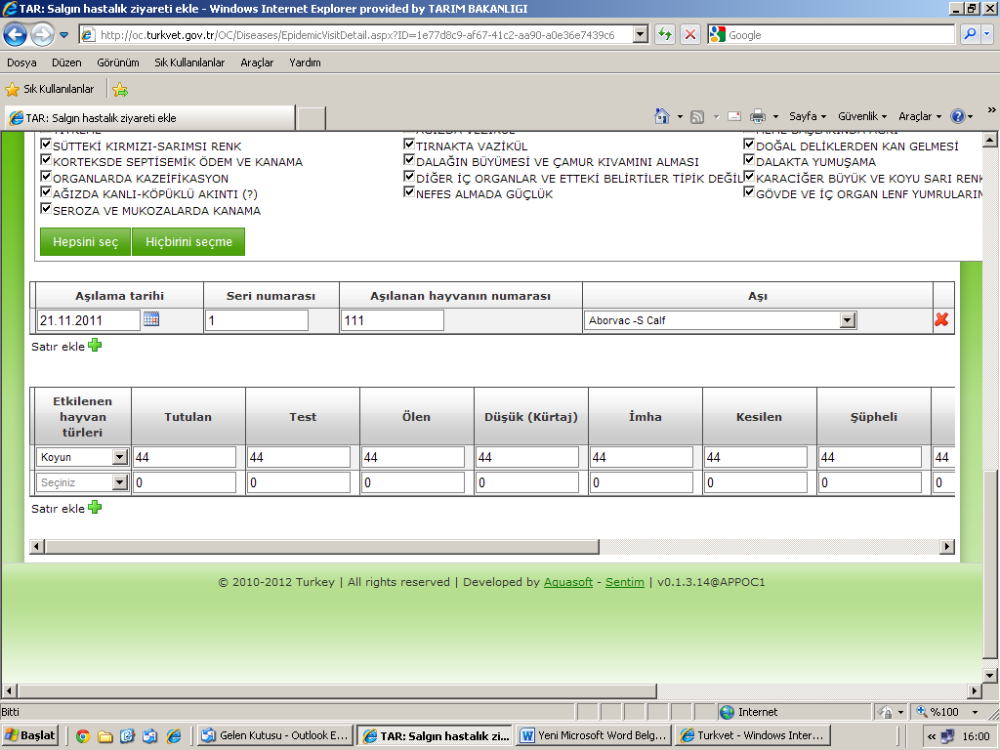 TAR: Salgın hastalık ziyareti ekle - Windows Internet Explorer provided by TARIM BAKANLIGI
http://oc.turkvet.gov.tr/OC/Diseases/EpidemicVisitDetail.aspx?ID=1e77d8c9-af67-41c2-aa90-a0e36e7439c6
Google
Dosya Düzen Görünüm Sık Kullanılanlar Araçlar Yardım
Sık Kullanılanlar
TAR: Salgın hastalık ziyareti ekle
Sayfa Güvenlik Araçlar »
SÜTTEKİ KIRMIZI-SARIMSI RENK TIRNAKTA VAZİKÜL DOĞAL DELİKLERDEN KAN GELMESİ
KORTEKSDE SEPTİSEMİK ÖDEM VE KANAMA DALAĞIN BÜYÜMESİ VE ÇAMUR KIVAMINI ALMASI DALAKTA YUMUŞAMA
ORGANLARDA KAZEİFİKASYON DİĞER İÇ ORGANLAR VE ETTEKİ BELİRTİLER TİPİK DEĞİL KARACİĞER BÜYÜK VE KOYU SARI RENK
AĞIZDA KANLI-KÖPÜKLÜ AKINTI (?) NEFES ALMADA GÜÇLÜK GÖVDE VE İÇ ORGAN LENF YUMRULARIN
SEROZA VE MUKOZALARDA KANAMA
Hepsini seç Hiçbirini seçme
Aşılama tarihi Seri numarası Aşılanan hayvanın numarası Aşı
21.11.2011 1 111 Aborvac -S Calf
Satır ekle
Etkilenen hayvan türleri Tutulan Test Ölen Düşük (Kürtaj) İmha Kesilen Şüpheli
Koyun 44 44 44 44 44 44 44 44
Seçiniz 0 0 0 0 0 0 0 0
Satır ekle
© 2010-2012 Turkey | All rights reserved | Developed by Aquasoft - Sentim | v0.1.3.14@APPOC1
Bitti Internet %100
Başlat Gelen Kutusu - Outlook E... TAR: Salgın hastalık zi... Yeni Microsoft Word Belg... Turkvet - Windows Inter... « 16:00